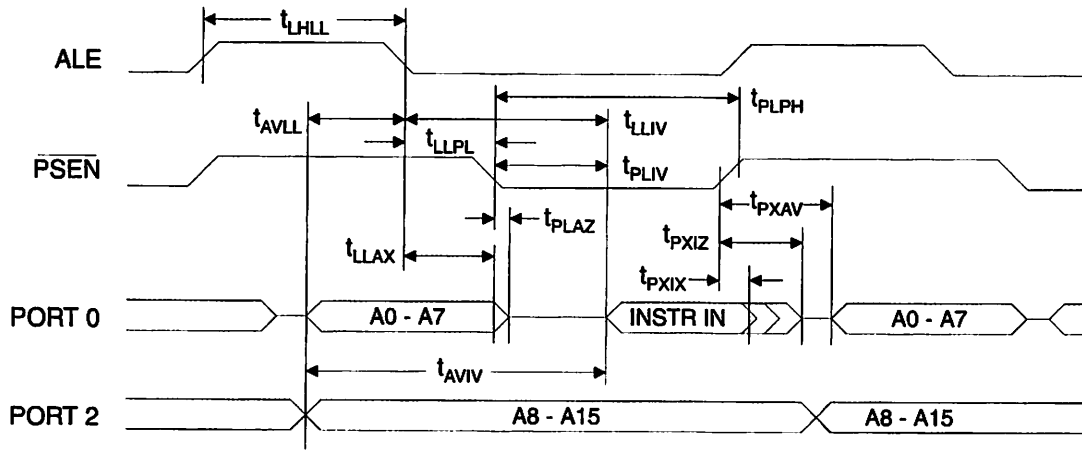 tLHLL
ALE
tPLPH
tAVLL
tLLIV
tLLPL
PSEN
tPLIV
tPXAV
tPLAZ
tPXIZ
tLLAX
tPXIX
PORT 0 A0 - A7 INSTR IN A0 - A7
tAVIV
PORT 2 A8 - A15 A8 - A15